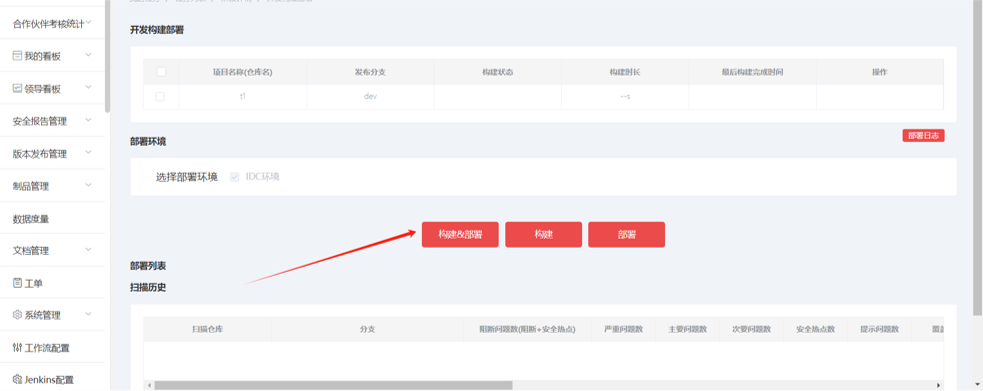 合作伙伴考核统计
我的看板
领导看板
安全报告管理
版本发布管理
制品管理
数据度量
文档管理
工单
系统管理
工作流配置
Jenkins配置
开发构建部署
项目名称(仓库名) 发布分支 构建状态 构建时长 最后构建完成时间 操作
t1 dev --s
部署环境 部署日志
选择部署环境 IDC环境
构建&部署 构建 部署
部署列表
扫描历史
扫描仓库 分支 阻断问题数(阻断+安全热点) 严重问题数 主要问题数 次要问题数 安全热点数 提示问题数